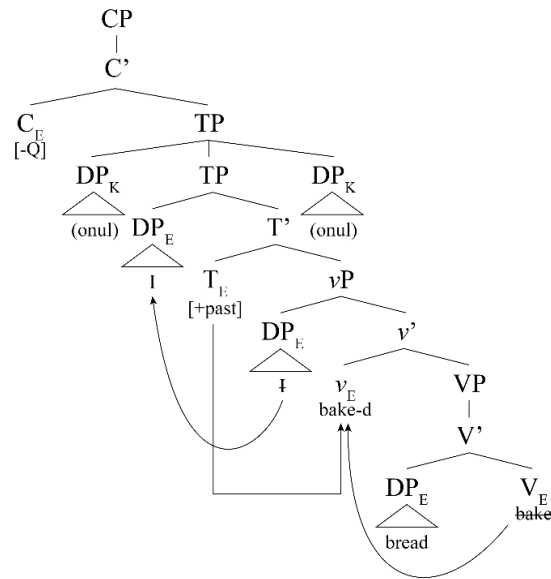 CP
C’
C_E TP
[-Q]
DP_K TP DP_K
(onul) (onul)
DP_E T’
I T_E vP
[+past]
DP_E v’
I v_E VP
bake-d
V’
DP_E V_E
bread bake